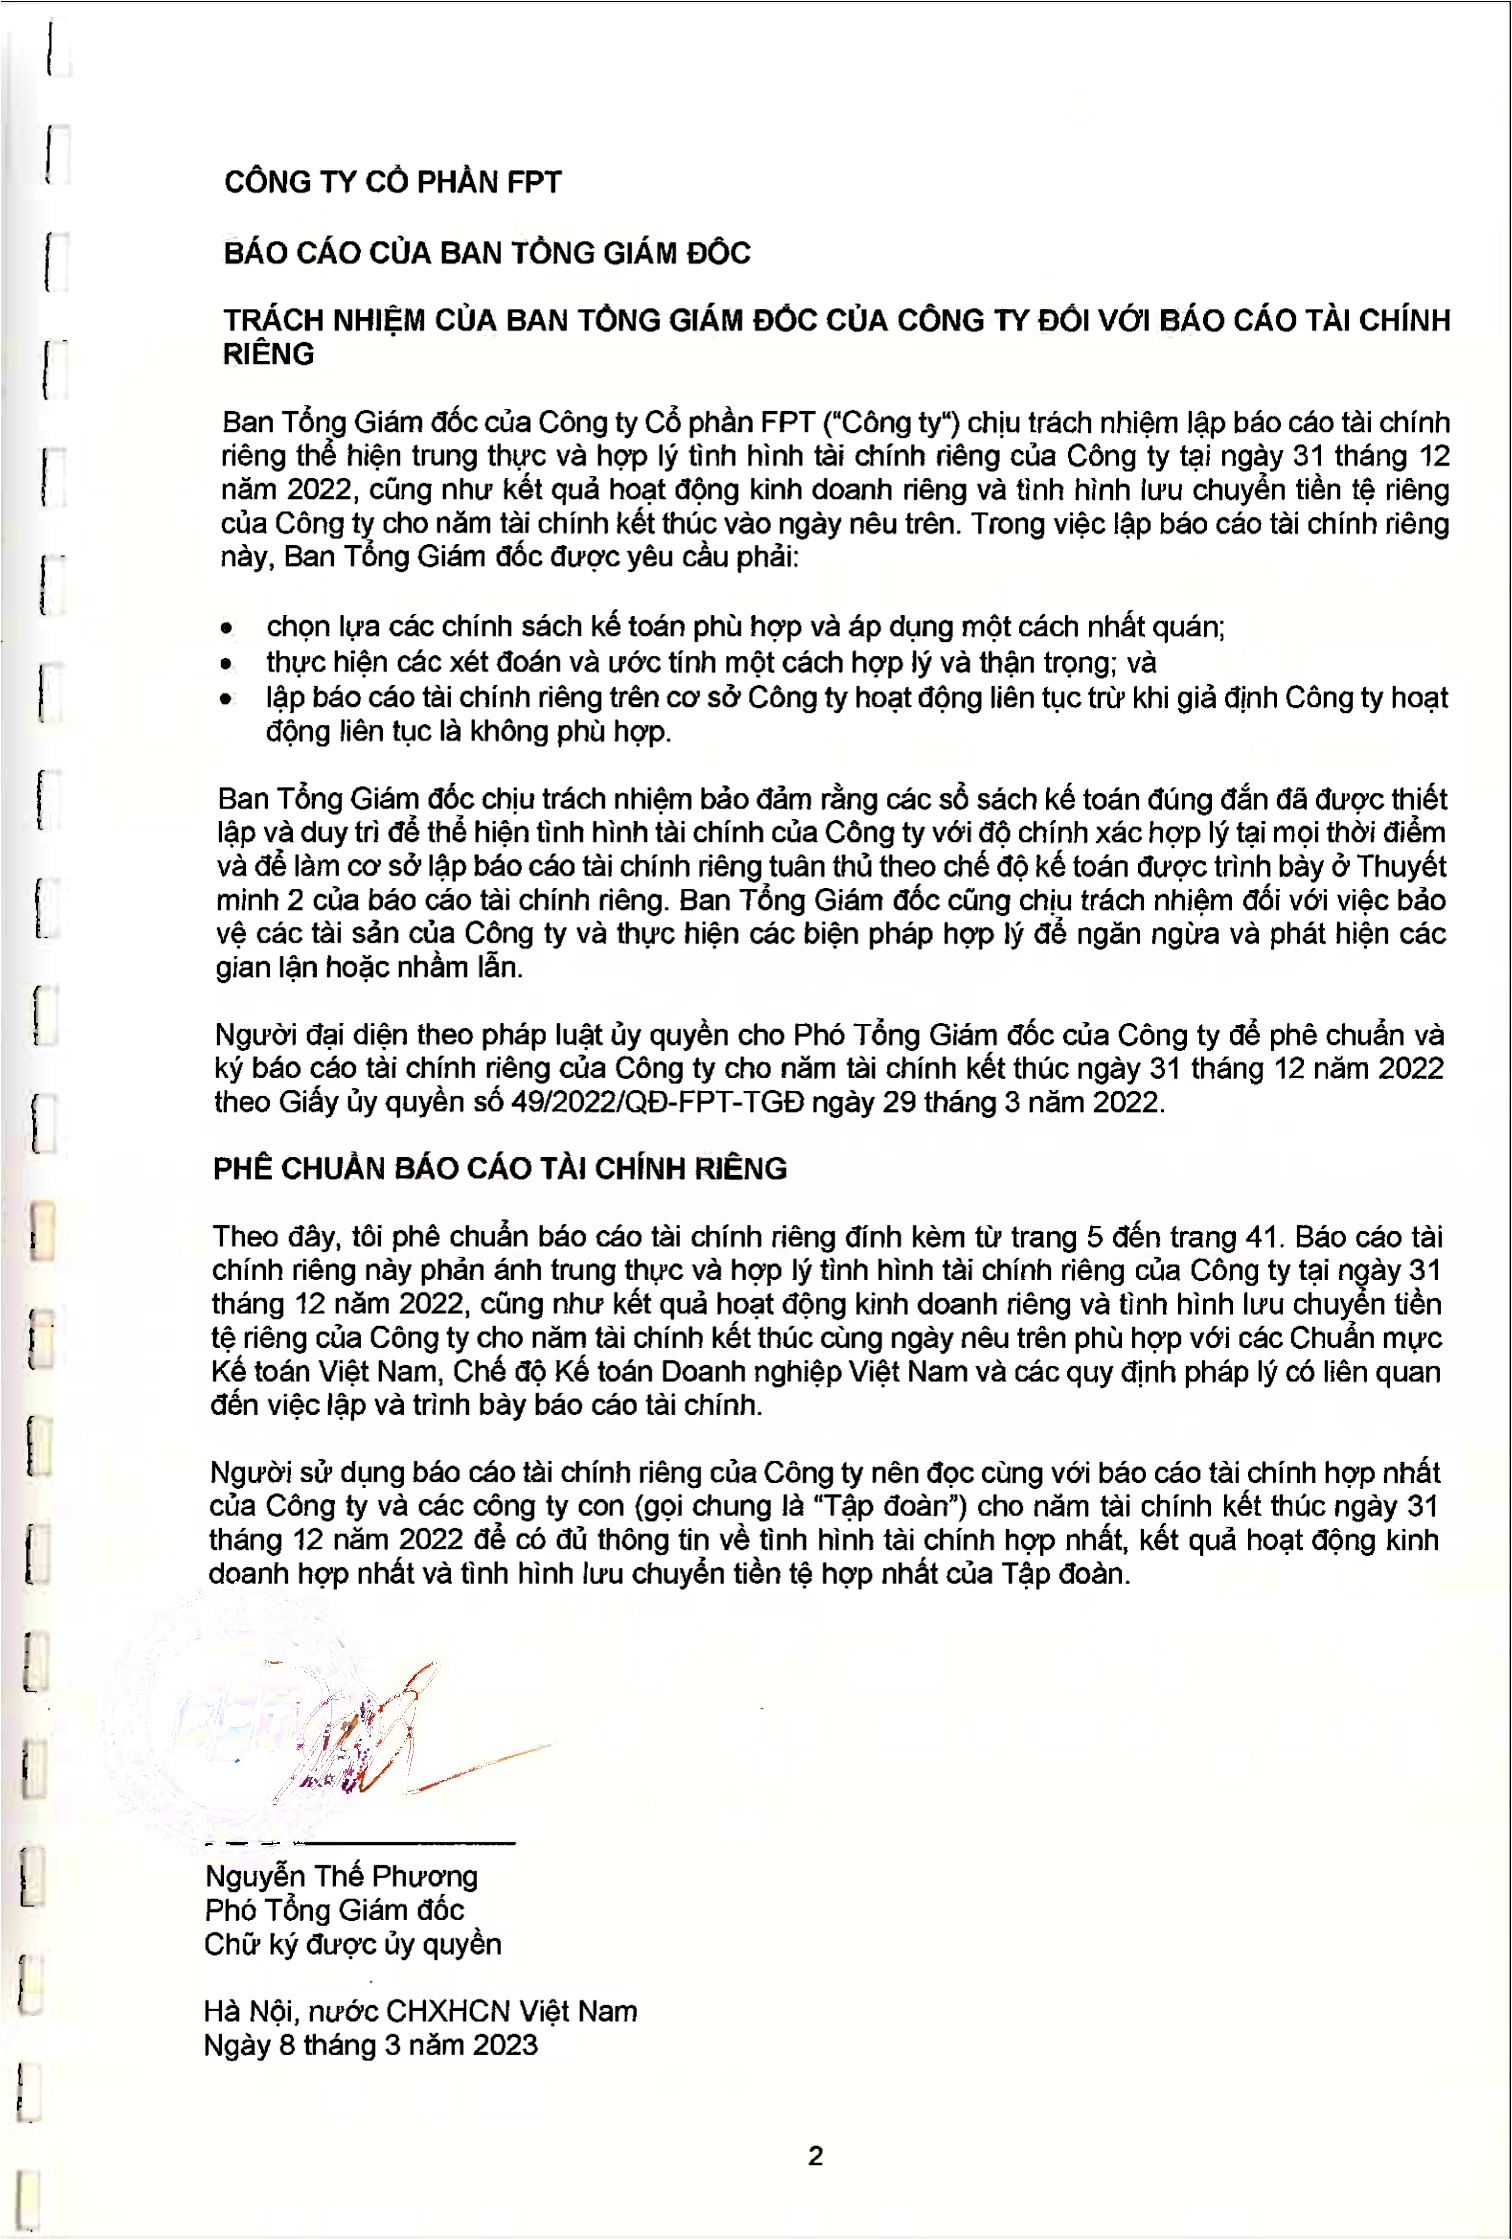 CÔNG TY CỔ PHẦN FPT
BÁO CÁO CỦA BAN TỔNG GIÁM ĐỐC
TRÁCH NHIỆM CỦA BAN TỔNG GIÁM ĐỐC CỦA CÔNG TY ĐỐI VỚI BÁO CÁO TÀI CHÍNH
RIÊNG
Ban Tổng Giám đốc của Công ty Cổ phần FPT ("Công ty") chịu trách nhiệm lập báo cáo tài chính
riêng thể hiện trung thực và hợp lý tình hình tài chính riêng của Công ty tại ngày 31 tháng 12
năm 2022, cũng như kết quả hoạt động kinh doanh riêng và tình hình lưu chuyển tiền tệ riêng
của Công ty cho năm tài chính kết thúc vào ngày nêu trên. Trong việc lập báo cáo tài chính riêng
này, Ban Tổng Giám đốc được yêu cầu phải:
• chọn lựa các chính sách kế toán phù hợp và áp dụng một cách nhất quán;
• thực hiện các xét đoán và ước tính một cách hợp lý và thận trọng; và
• lập báo cáo tài chính riêng trên cơ sở Công ty hoạt động liên tục trừ khi giả định Công ty hoạt
động liên tục là không phù hợp.
Ban Tổng Giám đốc chịu trách nhiệm bảo đảm rằng các sổ sách kế toán đúng đắn đã được thiết
lập và duy trì để thể hiện tình hình tài chính của Công ty với độ chính xác hợp lý tại mọi thời điểm
và để làm cơ sở lập báo cáo tài chính riêng tuân thủ theo chế độ kế toán được trình bày ở Thuyết
minh 2 của báo cáo tài chính riêng. Ban Tổng Giám đốc cũng chịu trách nhiệm đối với việc bảo
vệ các tài sản của Công ty và thực hiện các biện pháp hợp lý để ngăn ngừa và phát hiện các
gian lận hoặc nhầm lẫn.
Người đại diện theo pháp luật ủy quyền cho Phó Tổng Giám đốc của Công ty để phê chuẩn và
ký báo cáo tài chính riêng của Công ty cho năm tài chính kết thúc ngày 31 tháng 12 năm 2022
theo Giấy ủy quyền số 49/2022/QĐ-FPT-TGĐ ngày 29 tháng 3 năm 2022.
PHÊ CHUẨN BÁO CÁO TÀI CHÍNH RIÊNG
Theo đây, tôi phê chuẩn báo cáo tài chính riêng đính kèm từ trang 5 đến trang 41. Báo cáo tài
chính riêng này phản ánh trung thực và hợp lý tình hình tài chính riêng của Công ty tại ngày 31
tháng 12 năm 2022, cũng như kết quả hoạt động kinh doanh riêng và tình hình lưu chuyển tiền
tệ riêng của Công ty cho năm tài chính kết thúc cùng ngày nêu trên phù hợp với các Chuẩn mực
Kế toán Việt Nam, Chế độ Kế toán Doanh nghiệp Việt Nam và các quy định pháp lý có liên quan
đến việc lập và trình bày báo cáo tài chính.
Người sử dụng báo cáo tài chính riêng của Công ty nên đọc cùng với báo cáo tài chính hợp nhất
của Công ty và các công ty con (gọi chung là “Tập đoàn”) cho năm tài chính kết thúc ngày 31
tháng 12 năm 2022 để có đủ thông tin về tình hình tài chính hợp nhất, kết quả hoạt động kinh
doanh hợp nhất và tình hình lưu chuyển tiền tệ hợp nhất của Tập đoàn.
Nguyễn Thế Phương
Phó Tổng Giám đốc
Chữ ký được ủy quyền
Hà Nội, nước CHXHCN Việt Nam
Ngày 8 tháng 3 năm 2023
2